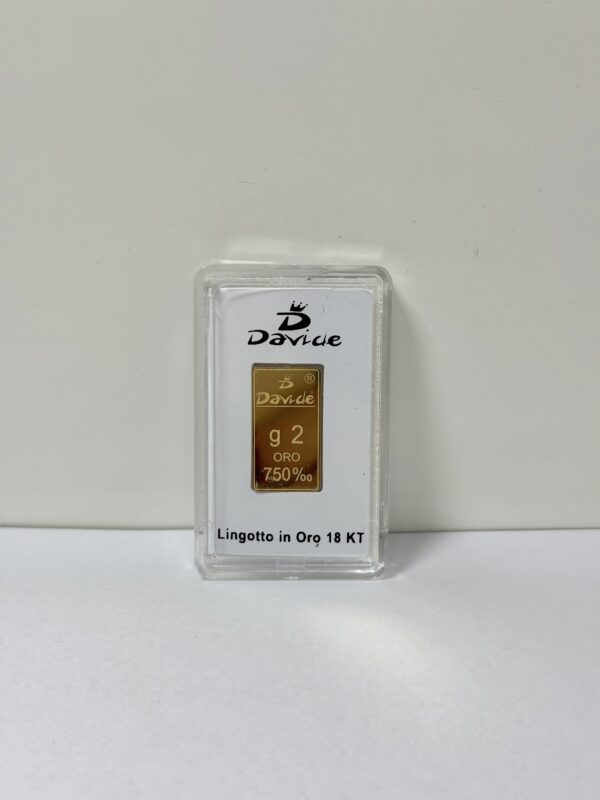 D
Davide
D ®
Davide
g 2
ORO
750‰
Lingotto in Oro 18 KT